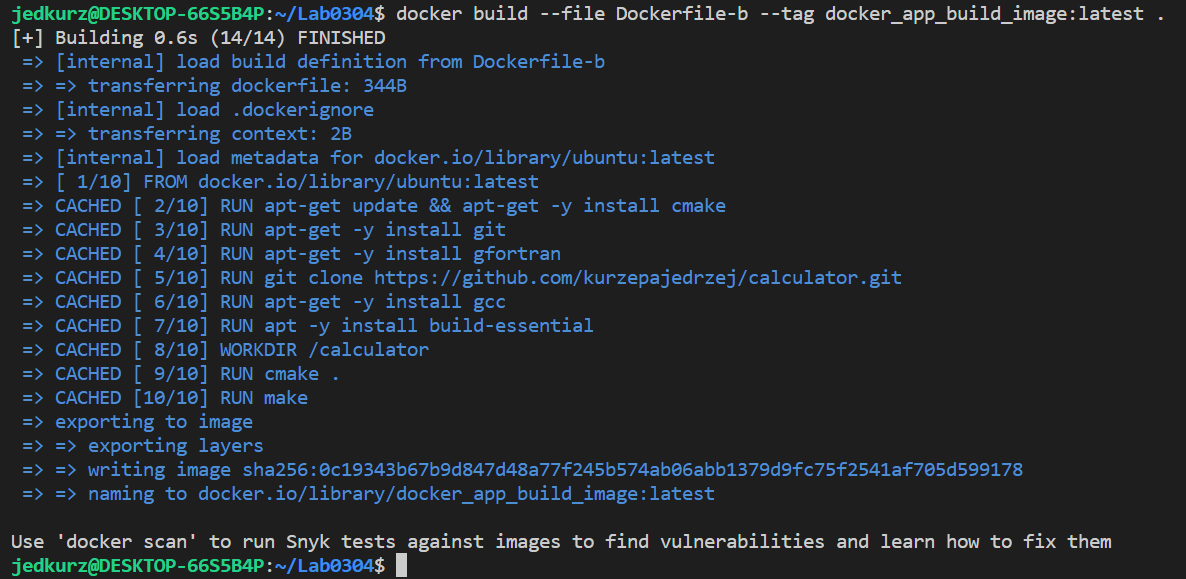 jedkurz@DESKTOP-66S5B4P:~/Lab0304$ docker build --file Dockerfile-b --tag docker_app_build_image:latest .
[+] Building 0.6s (14/14) FINISHED
=> [internal] load build definition from Dockerfile-b
=> => transferring dockerfile: 344B
=> [internal] load .dockerignore
=> => transferring context: 2B
=> [internal] load metadata for docker.io/library/ubuntu:latest
=> [ 1/10] FROM docker.io/library/ubuntu:latest
=> CACHED [ 2/10] RUN apt-get update && apt-get -y install cmake
=> CACHED [ 3/10] RUN apt-get -y install git
=> CACHED [ 4/10] RUN apt-get -y install gfortran
=> CACHED [ 5/10] RUN git clone https://github.com/kurzepajedrzej/calculator.git
=> CACHED [ 6/10] RUN apt-get -y install gcc
=> CACHED [ 7/10] RUN apt -y install build-essential
=> CACHED [ 8/10] WORKDIR /calculator
=> CACHED [ 9/10] RUN cmake .
=> CACHED [10/10] RUN make
=> exporting to image
=> => exporting layers
=> => writing image sha256:0c19343b67b9d847d48a77f245b574ab06abb1379d9fc75f2541af705d599178
=> => naming to docker.io/library/docker_app_build_image:latest
Use 'docker scan' to run Snyk tests against images to find vulnerabilities and learn how to fix them
jedkurz@DESKTOP-66S5B4P:~/Lab0304$